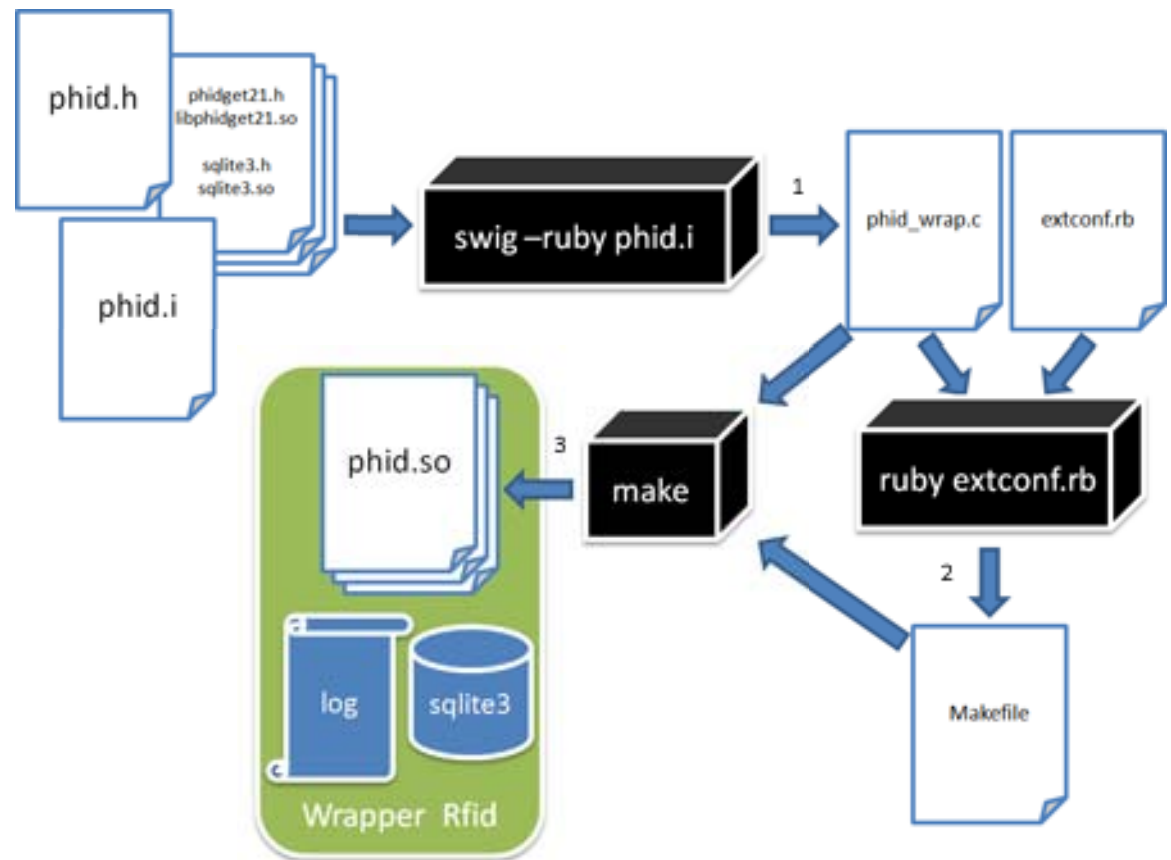 phid.h
phidget21.h
libphidget21.so
sqlite3.h
sqlite3.so
phid.i
swig –ruby phid.i
1
phid_wrap.c
extconf.rb
ruby extconf.rb
2
Makefile
make
3
phid.so
log
sqlite3
Wrapper Rfid